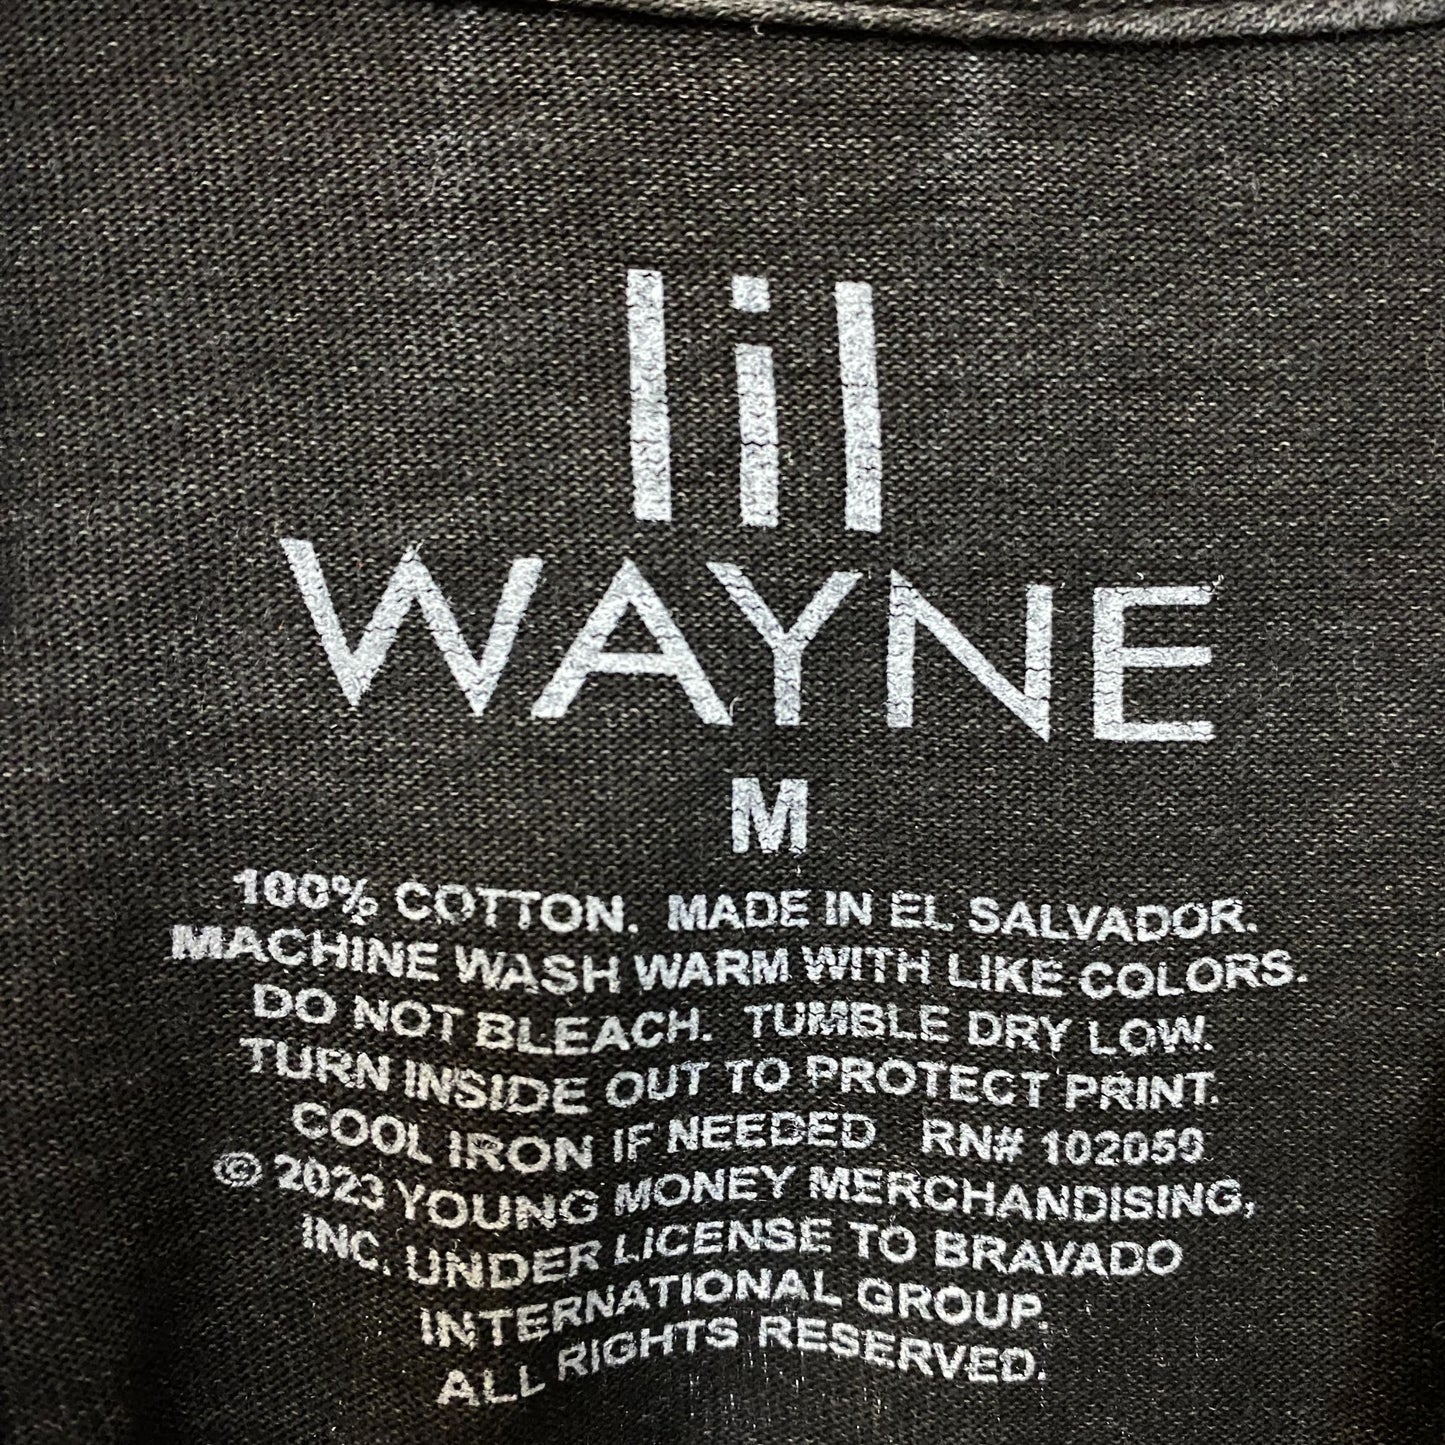 lil
WAYNE
M
100% COTTON. MADE IN EL SALVADOR.
MACHINE WASH WARM WITH LIKE COLORS.
DO NOT BLEACH. TUMBLE DRY LOW.
TURN INSIDE OUT TO PROTECT PRINT.
COOL IRON IF NEEDED. RN# 102059
© 2023 YOUNG MONEY MERCHANDISING,
INC. UNDER LICENSE TO BRAVADO
INTERNATIONAL GROUP.
ALL RIGHTS RESERVED.